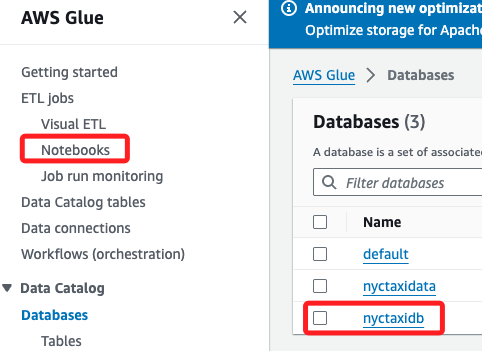 AWS Glue
Getting started
ETL jobs
Visual ETL
Notebooks
Job run monitoring
Data Catalog tables
Data connections
Workflows (orchestration)
Data Catalog
Databases
Tables
Announcing new optimizat
Optimize storage for Apache
AWS Glue > Databases
Databases (3)
A database is a set of associate
Filter databases
Name
default
nyctaxidata
nyctaxidb